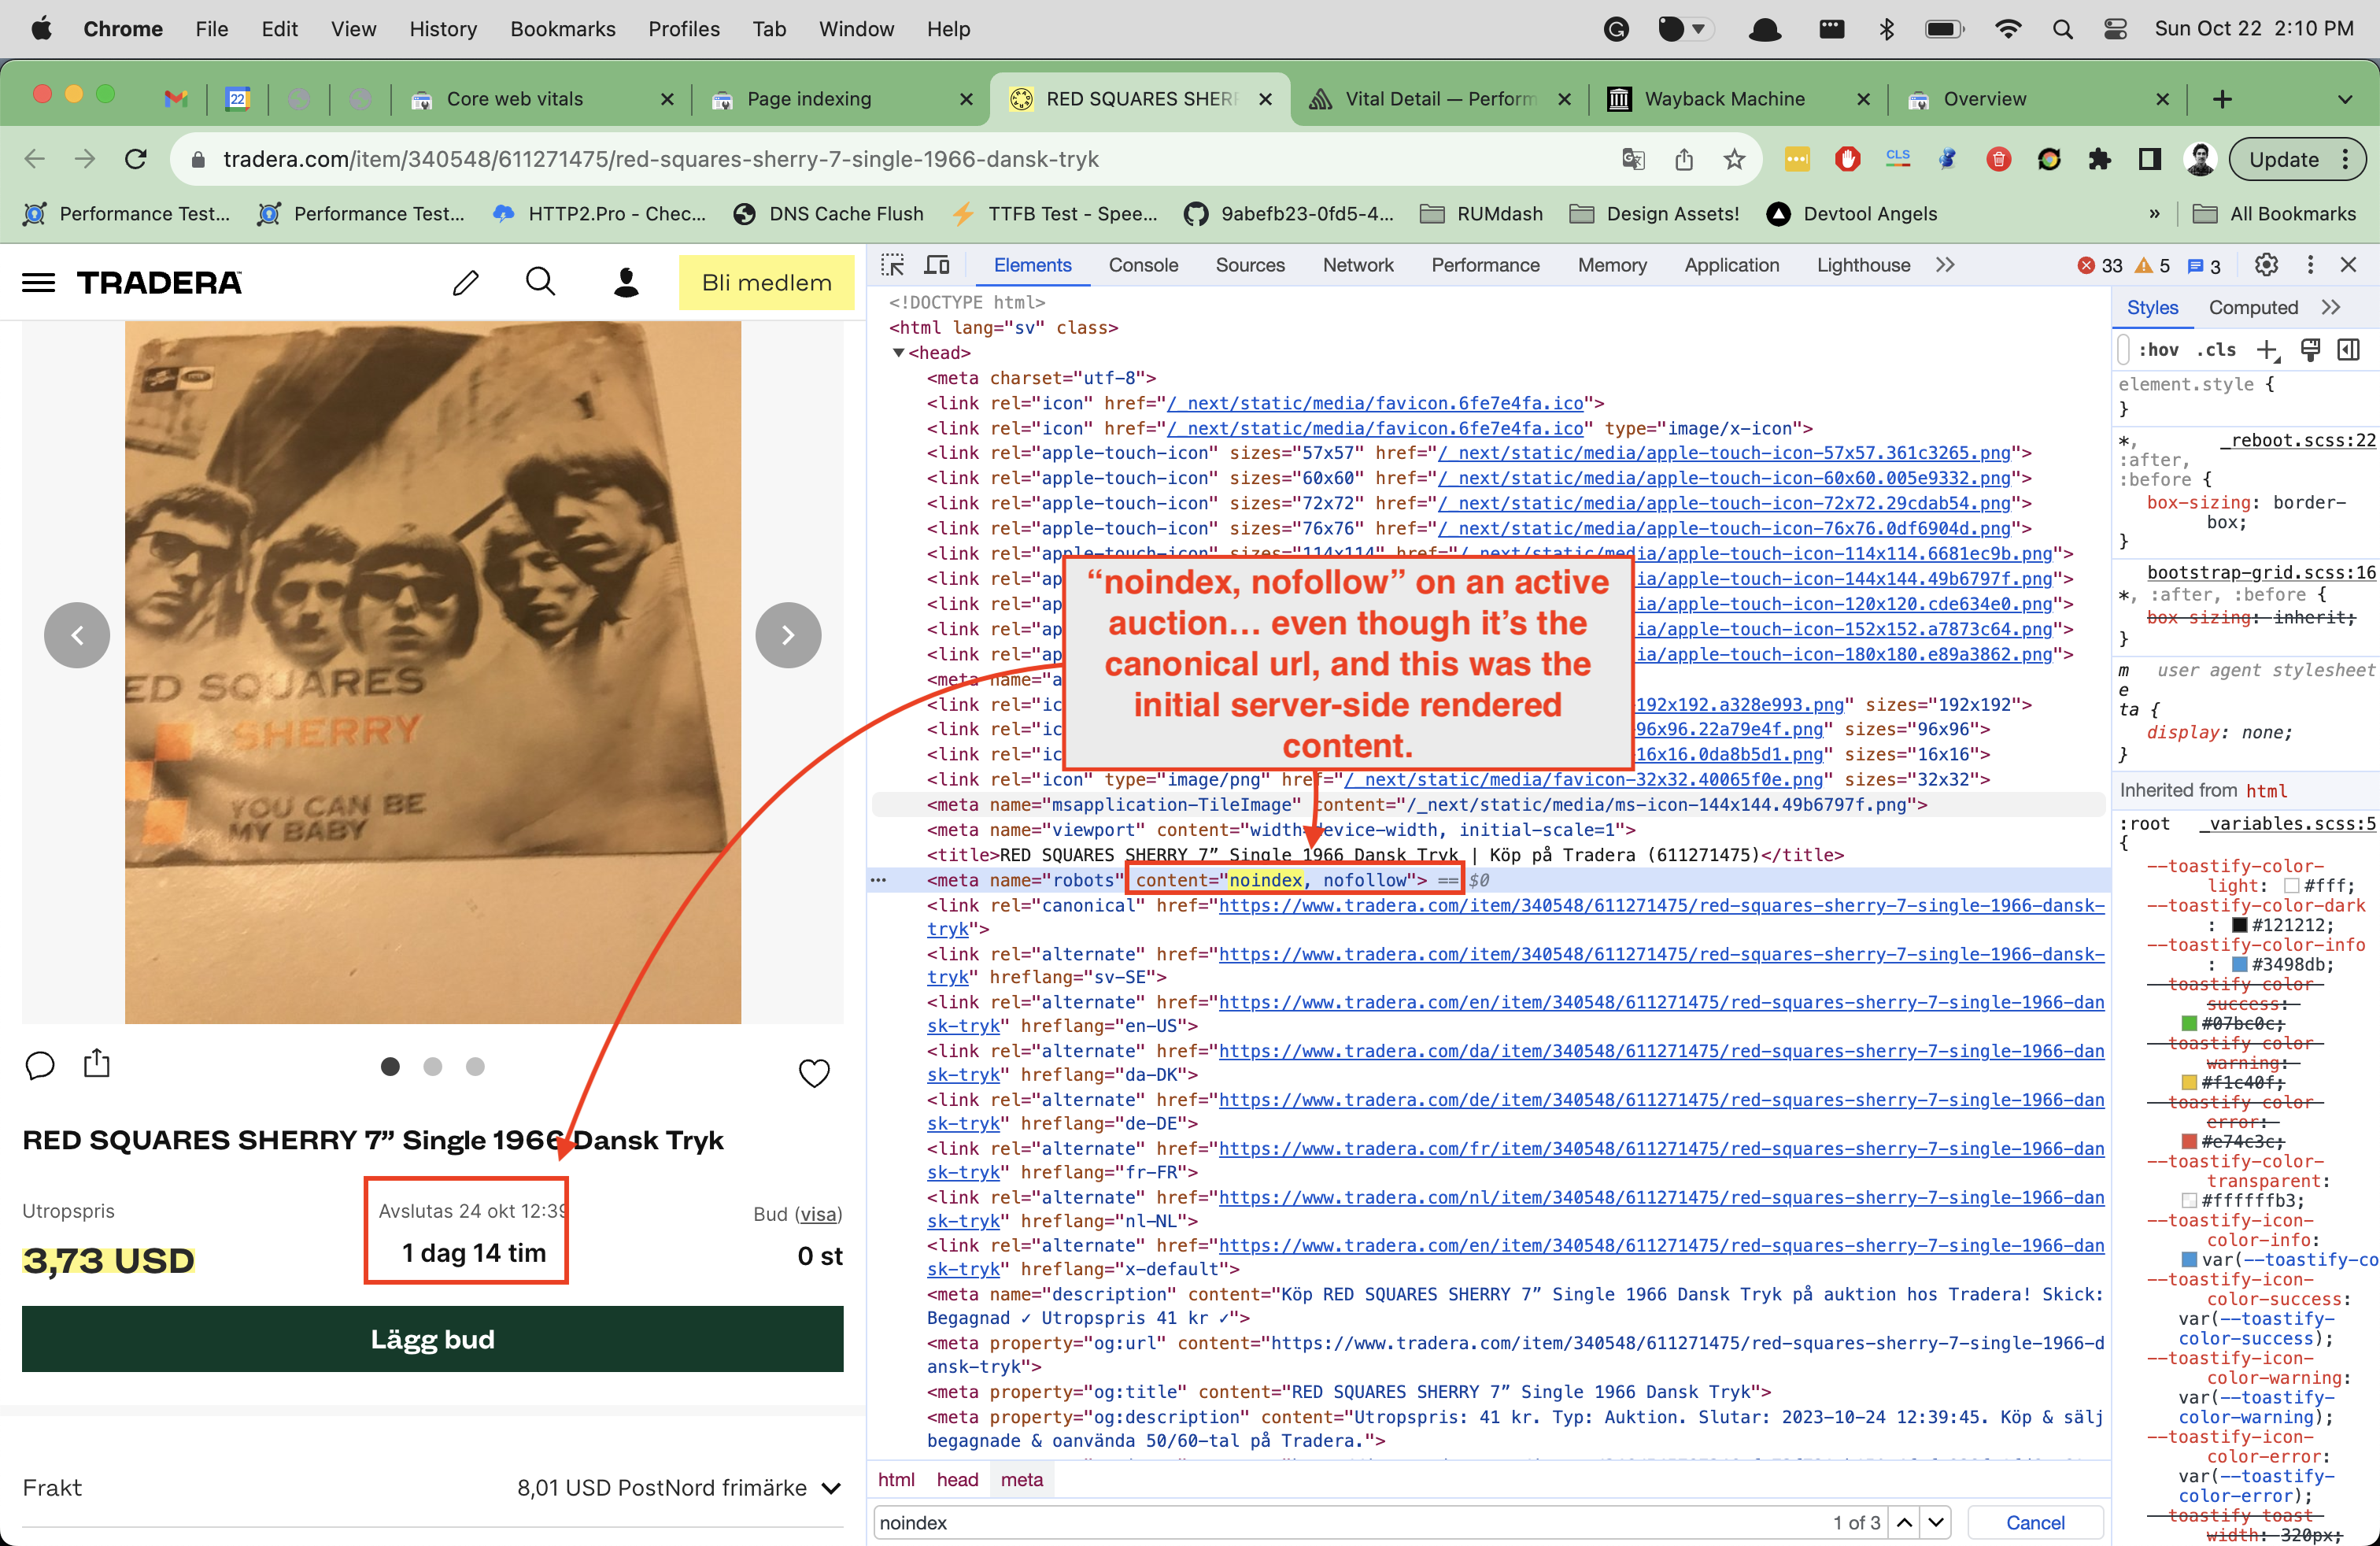 Chrome File Edit View History Bookmarks Profiles Tab Window Help Sun Oct 22 2:10 PM
22 Core web vitals Page indexing RED SQUARES SHER Vital Detail — Perform Wayback Machine Overview
tradera.com/item/340548/611271475/red-squares-sherry-7-single-1966-dansk-tryk CLS Update
Performance Test... Performance Test... HTTP2.Pro - Chec... DNS Cache Flush TTFB Test - Spee... 9abefb23-0fd5-4... RUMdash Design Assets! Devtool Angels » All Bookmarks
TRADERA Bli medlem
ED SQUARES
SHERRY
YOU CAN BE
MY BABY
RED SQUARES SHERRY 7” Single 1966 Dansk Tryk
Utropspris
3,73 USD
Avslutas 24 okt 12:39
1 dag 14 tim
Bud (visa)
0 st
Lägg bud
Frakt 8,01 USD PostNord frimärke
Elements Console Sources Network Performance Memory Application Lighthouse 33 5 3
<!DOCTYPE html>
<html lang="sv" class>
<head>
<meta charset="utf-8">
<link rel="icon" href="/_next/static/media/favicon.6fe7e4fa.ico">
<link rel="icon" href="/_next/static/media/favicon.6fe7e4fa.ico" type="image/x-icon">
<link rel="apple-touch-icon" sizes="57x57" href="/_next/static/media/apple-touch-icon-57x57.361c3265.png">
<link rel="apple-touch-icon" sizes="60x60" href="/_next/static/media/apple-touch-icon-60x60.005e9332.png">
<link rel="apple-touch-icon" sizes="72x72" href="/_next/static/media/apple-touch-icon-72x72.29cdab54.png">
<link rel="apple-touch-icon" sizes="76x76" href="/_next/static/media/apple-touch-icon-76x76.0df6904d.png">
<link rel="apple-touch-icon" sizes="114x114" href="/_next/static/media/apple-touch-icon-114x114.6681ec9b.png">
<link rel="ap ia/apple-touch-icon-144x144.49b6797f.png">
<link rel="ap ia/apple-touch-icon-120x120.cde634e0.png">
<link rel="ap ia/apple-touch-icon-152x152.a7873c64.png">
<link rel="ap ia/apple-touch-icon-180x180.e89a3862.png">
<meta name="a
<link rel="ic 192x192.a328e993.png" sizes="192x192">
<link rel="ic 96x96.22a79e4f.png" sizes="96x96">
<link rel="ic 16x16.0da8b5d1.png" sizes="16x16">
“noindex, nofollow” on an active
auction… even though it’s the
canonical url, and this was the
initial server-side rendered
content.
<link rel="icon" type="image/png" href="/_next/static/media/favicon-32x32.40065f0e.png" sizes="32x32">
<meta name="msapplication-TileImage" content="/_next/static/media/ms-icon-144x144.49b6797f.png">
<meta name="viewport" content="width=device-width, initial-scale=1">
<title>RED SQUARES SHERRY 7” Single 1966 Dansk Tryk | Köp på Tradera (611271475)</title>
<meta name="robots" content="noindex, nofollow"> == $0
<link rel="canonical" href="https://www.tradera.com/item/340548/611271475/red-squares-sherry-7-single-1966-dansk-
tryk">
<link rel="alternate" href="https://www.tradera.com/item/340548/611271475/red-squares-sherry-7-single-1966-dansk-
tryk" hreflang="sv-SE">
<link rel="alternate" href="https://www.tradera.com/en/item/340548/611271475/red-squares-sherry-7-single-1966-dan
sk-tryk" hreflang="en-US">
<link rel="alternate" href="https://www.tradera.com/da/item/340548/611271475/red-squares-sherry-7-single-1966-dan
sk-tryk" hreflang="da-DK">
<link rel="alternate" href="https://www.tradera.com/de/item/340548/611271475/red-squares-sherry-7-single-1966-dan
sk-tryk" hreflang="de-DE">
<link rel="alternate" href="https://www.tradera.com/fr/item/340548/611271475/red-squares-sherry-7-single-1966-dan
sk-tryk" hreflang="fr-FR">
<link rel="alternate" href="https://www.tradera.com/nl/item/340548/611271475/red-squares-sherry-7-single-1966-dan
sk-tryk" hreflang="nl-NL">
<link rel="alternate" href="https://www.tradera.com/en/item/340548/611271475/red-squares-sherry-7-single-1966-dan
sk-tryk" hreflang="x-default">
<meta name="description" content="Köp RED SQUARES SHERRY 7” Single 1966 Dansk Tryk på auktion hos Tradera! Skick:
Begagnad ✓ Utropspris 41 kr ✓">
<meta property="og:url" content="https://www.tradera.com/item/340548/611271475/red-squares-sherry-7-single-1966-d
ansk-tryk">
<meta property="og:title" content="RED SQUARES SHERRY 7” Single 1966 Dansk Tryk">
<meta property="og:description" content="Utropspris: 41 kr. Typ: Auktion. Slutar: 2023-10-24 12:39:45. Köp & sälj
begagnade & oanvända 50/60-tal på Tradera.">
html head meta
noindex 1 of 3 Cancel
Styles Computed
:hov .cls
element.style {
}
*, _reboot.scss:22
:after,
:before {
box-sizing: border-
box;
}
bootstrap-grid.scss:16
*, :after, :before {
box-sizing: inherit;
}
m user agent stylesheet
e
ta {
display: none;
}
Inherited from html
:root _variables.scss:5
{
--toastify-color-
light: #fff;
--toastify-color-dark
: #121212;
--toastify-color-info
: #3498db;
--toastify-color-
success:
#07bc0c;
--toastify-color-
warning:
#f1c40f;
--toastify-color-
error:
#e74c3c;
--toastify-color-
transparent:
#ffffffb3;
--toastify-icon-
color-info:
var(--toastify-co
--toastify-icon-
color-success:
var(--toastify-
color-success);
--toastify-icon-
color-warning:
var(--toastify-
color-warning);
--toastify-icon-
color-error:
var(--toastify-
color-error);
--toastify-toast-
width: 320px;